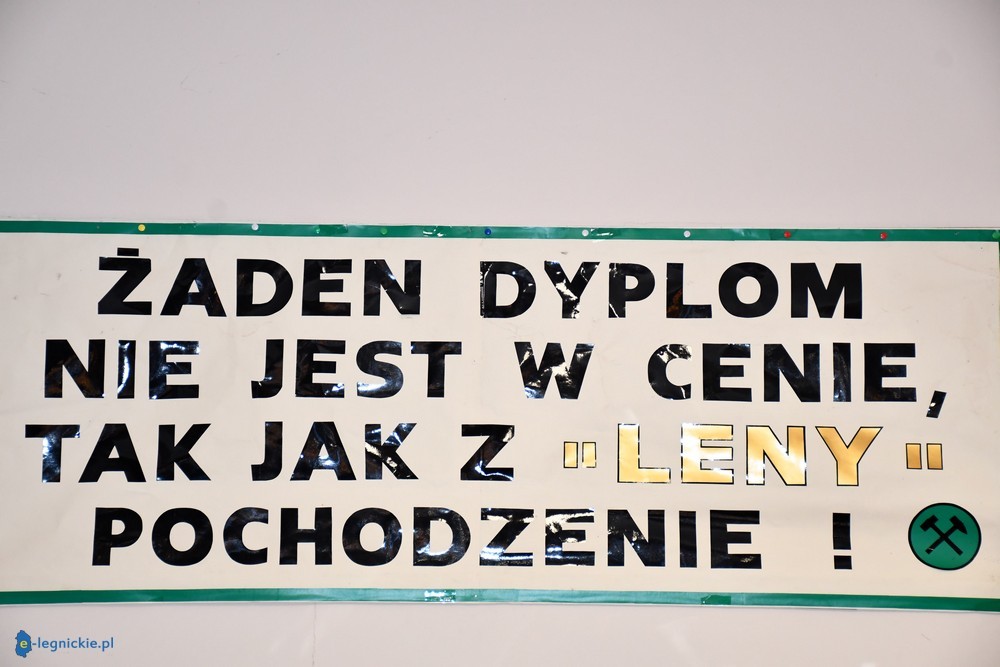 ŻADEN DYPLOM
NIE JEST W CENIE,
TAK JAK Z "LENY"
POCHODZENIE !
e-legnickie.pl